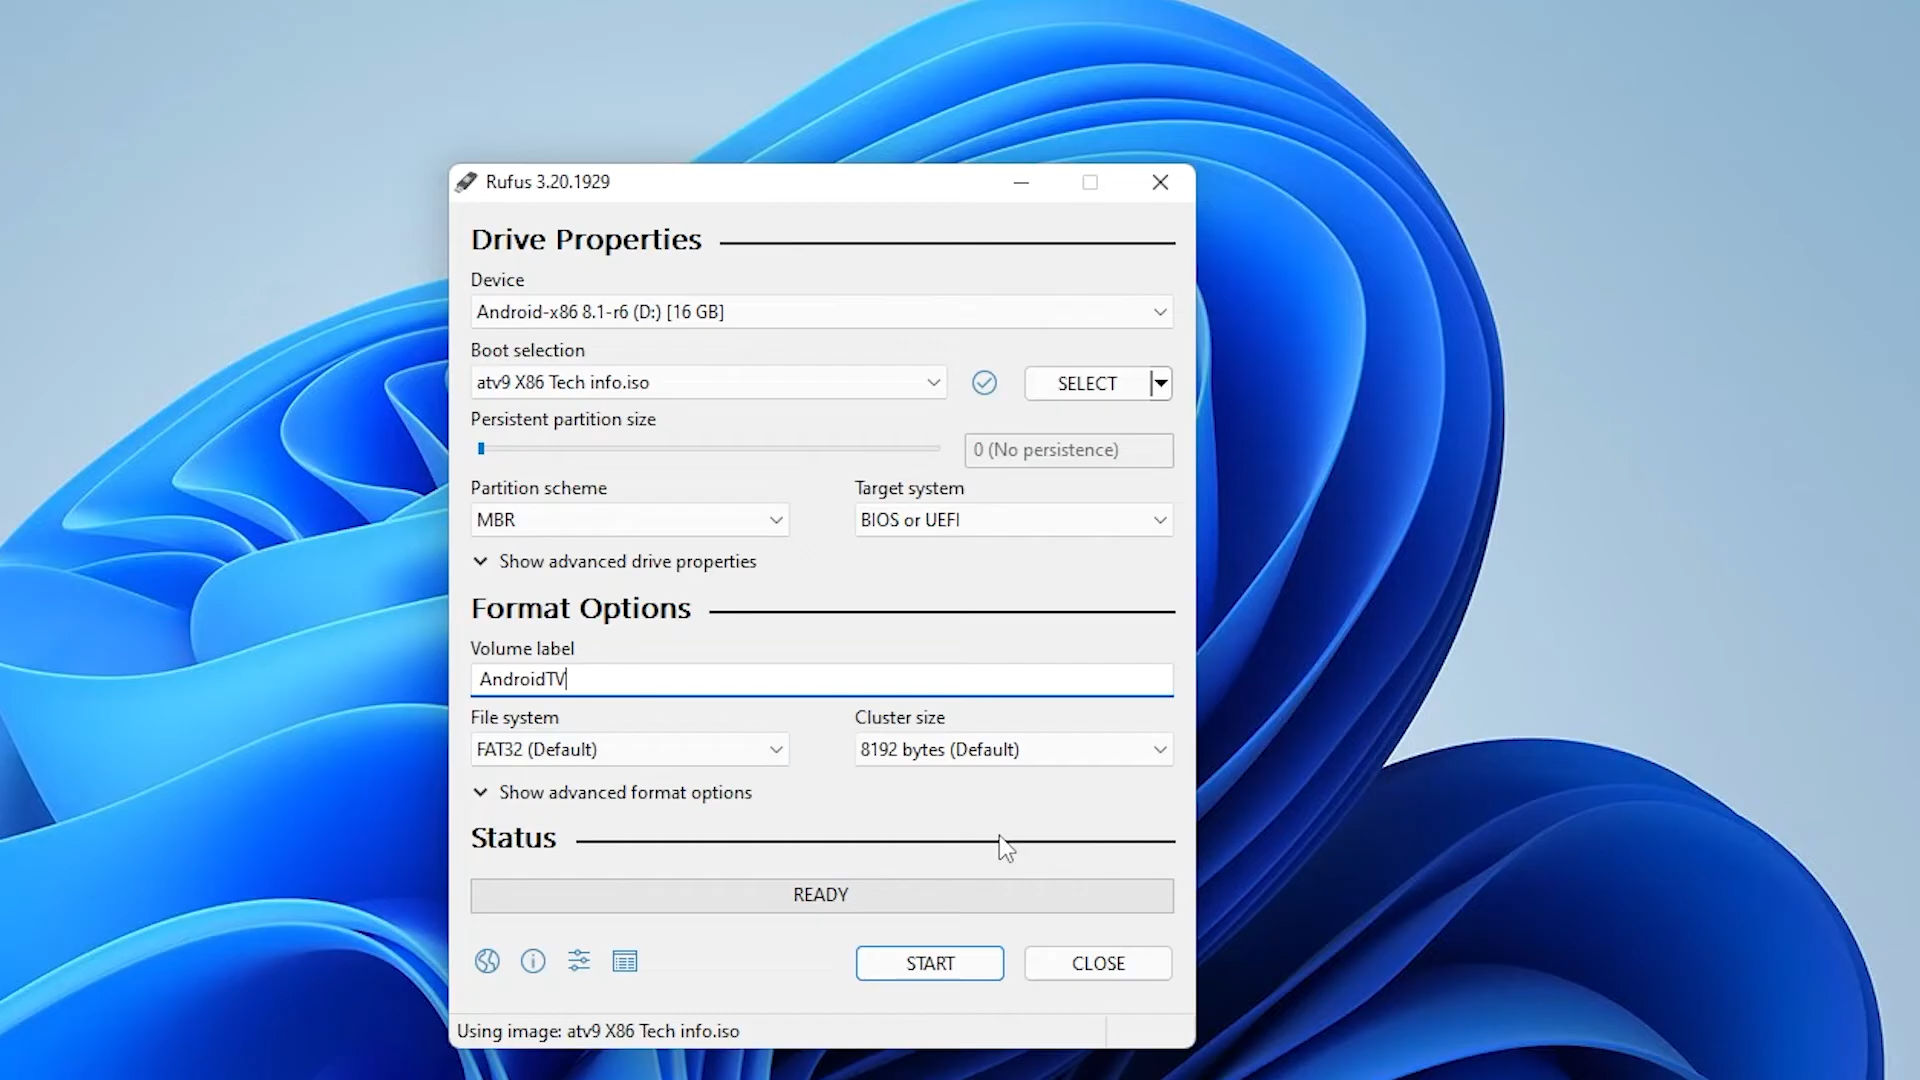 Rufus 3.20.1929
Drive Properties
Device
Android-x86 8.1-r6 (D:) [16 GB]
Boot selection
atv9 X86 Tech info.iso
SELECT
Persistent partition size
0 (No persistence)
Partition scheme
Target system
MBR
BIOS or UEFI
Show advanced drive properties
Format Options
Volume label
AndroidTV
File system
Cluster size
FAT32 (Default)
8192 bytes (Default)
Show advanced format options
Status
READY
START
CLOSE
Using image: atv9 X86 Tech info.iso